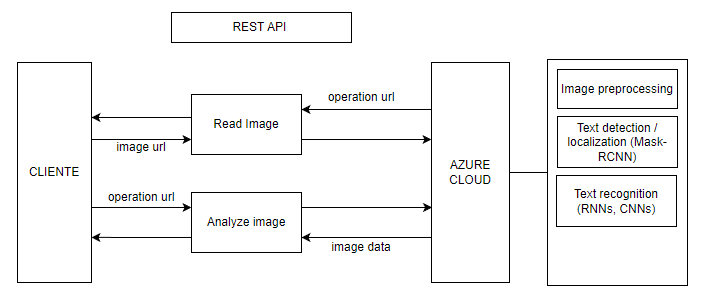 REST API
CLIENTE
Read Image
operation url
image url
operation url
Analyze image
image data
AZURE
CLOUD
Image preprocessing
Text detection /
localization (Mask-
RCNN)
Text recognition
(RNNs, CNNs)